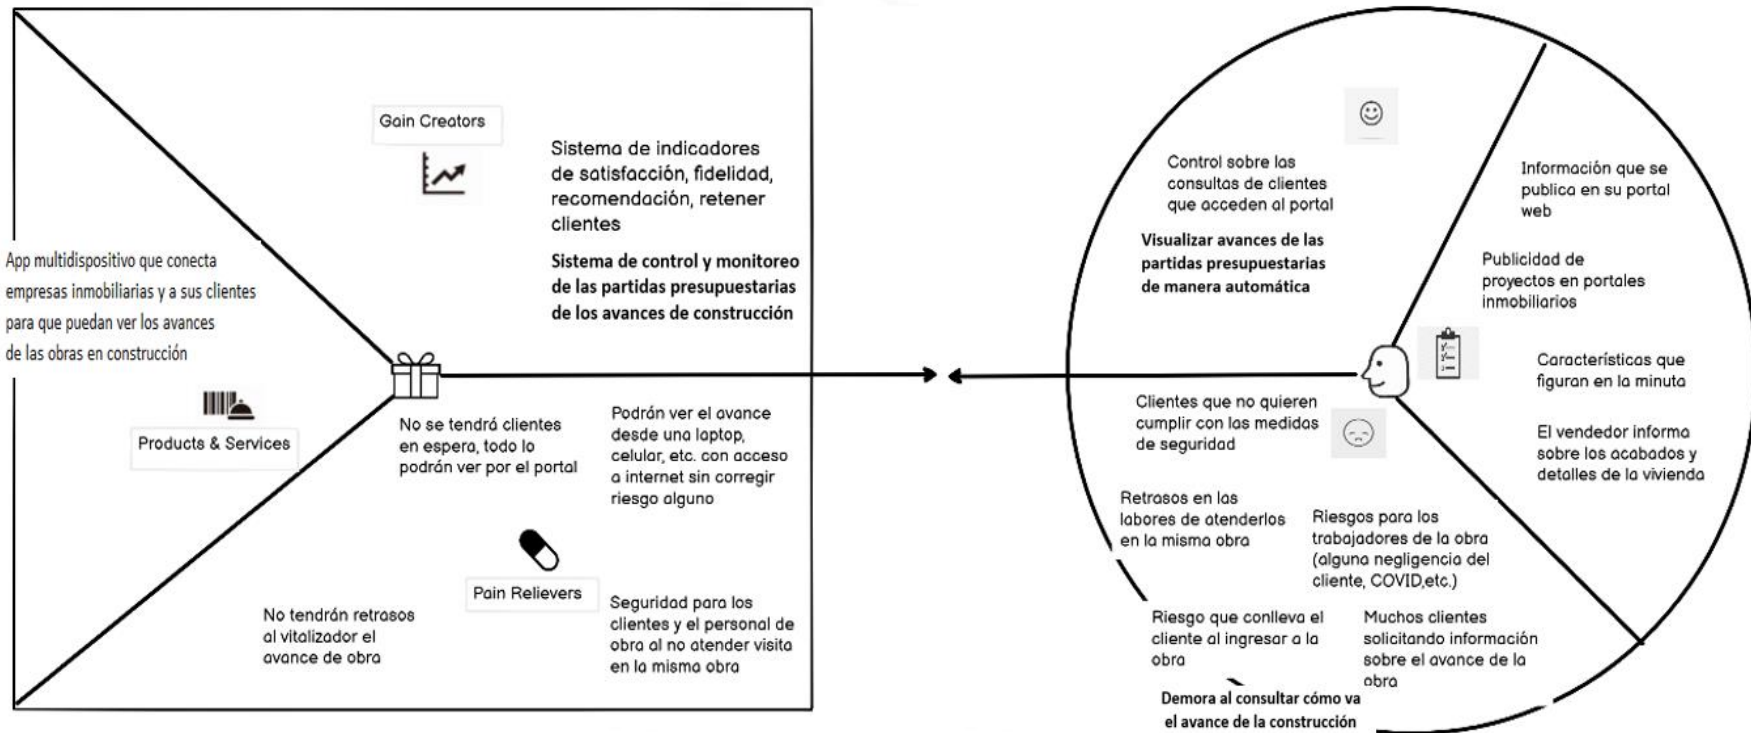 Gain Creators
Sistema de indicadores
de satisfacción, fidelidad,
recomendación, retener
clientes
Sistema de control y monitoreo
de las partidas presupuestarias
de los avances de construcción
App multidispositivo que conecta
empresas inmobiliarias y a sus clientes
para que puedan ver los avances
de las obras en construcción
Products & Services
No se tendrá clientes
en espera, todo lo
podrán ver por el portal
Podrán ver el avance
desde una laptop,
celular, etc. con acceso
a internet sin corregir
riesgo alguno
Pain Relievers
No tendrán retrasos
al vitalizador el
avance de obra
Seguridad para los
clientes y el personal de
obra al no atender visita
en la misma obra
Control sobre las
consultas de clientes
que acceden al portal
Visualizar avances de las
partidas presupuestarias
de manera automática
Información que se
publica en su portal
web
Publicidad de
proyectos en portales
inmobiliarios
Características que
figuran en la minuta
El vendedor informa
sobre los acabados y
detalles de la vivienda
Clientes que no quieren
cumplir con las medidas
de seguridad
Retrasos en las
labores de atenderlos
en la misma obra
Riesgos para los
trabajadores de la obra
(alguna negligencia del
cliente, COVID,etc.)
Riesgo que conlleva el
cliente al ingresar a la
obra
Muchos clientes
solicitando información
sobre el avance de la
obra
Demora al consultar cómo va
el avance de la construcción